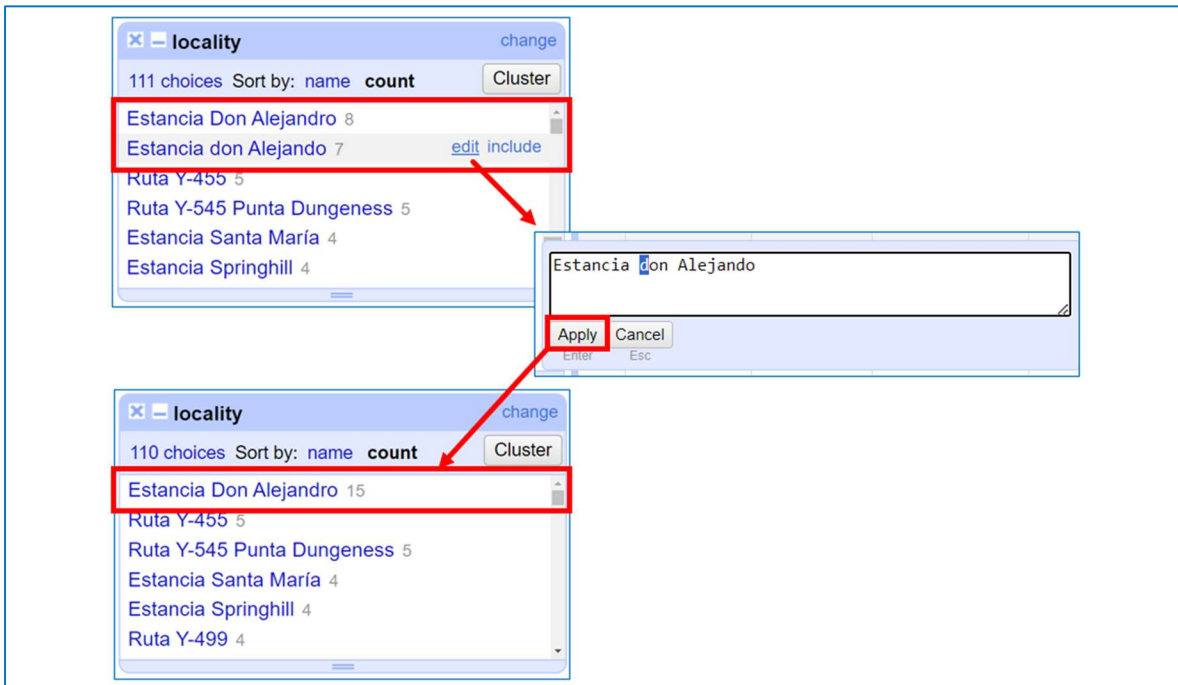 locality change
111 choices Sort by: name count Cluster
Estancia Don Alejandro 8
Estancia don Alejando 7 edit include
Ruta Y-455 5
Ruta Y-545 Punta Dungeness 5
Estancia Santa María 4
Estancia Springhill 4
Estancia don Alejando
Apply Cancel
Enter Esc
locality change
110 choices Sort by: name count Cluster
Estancia Don Alejandro 15
Ruta Y-455 5
Ruta Y-545 Punta Dungeness 5
Estancia Santa María 4
Estancia Springhill 4
Ruta Y-499 4